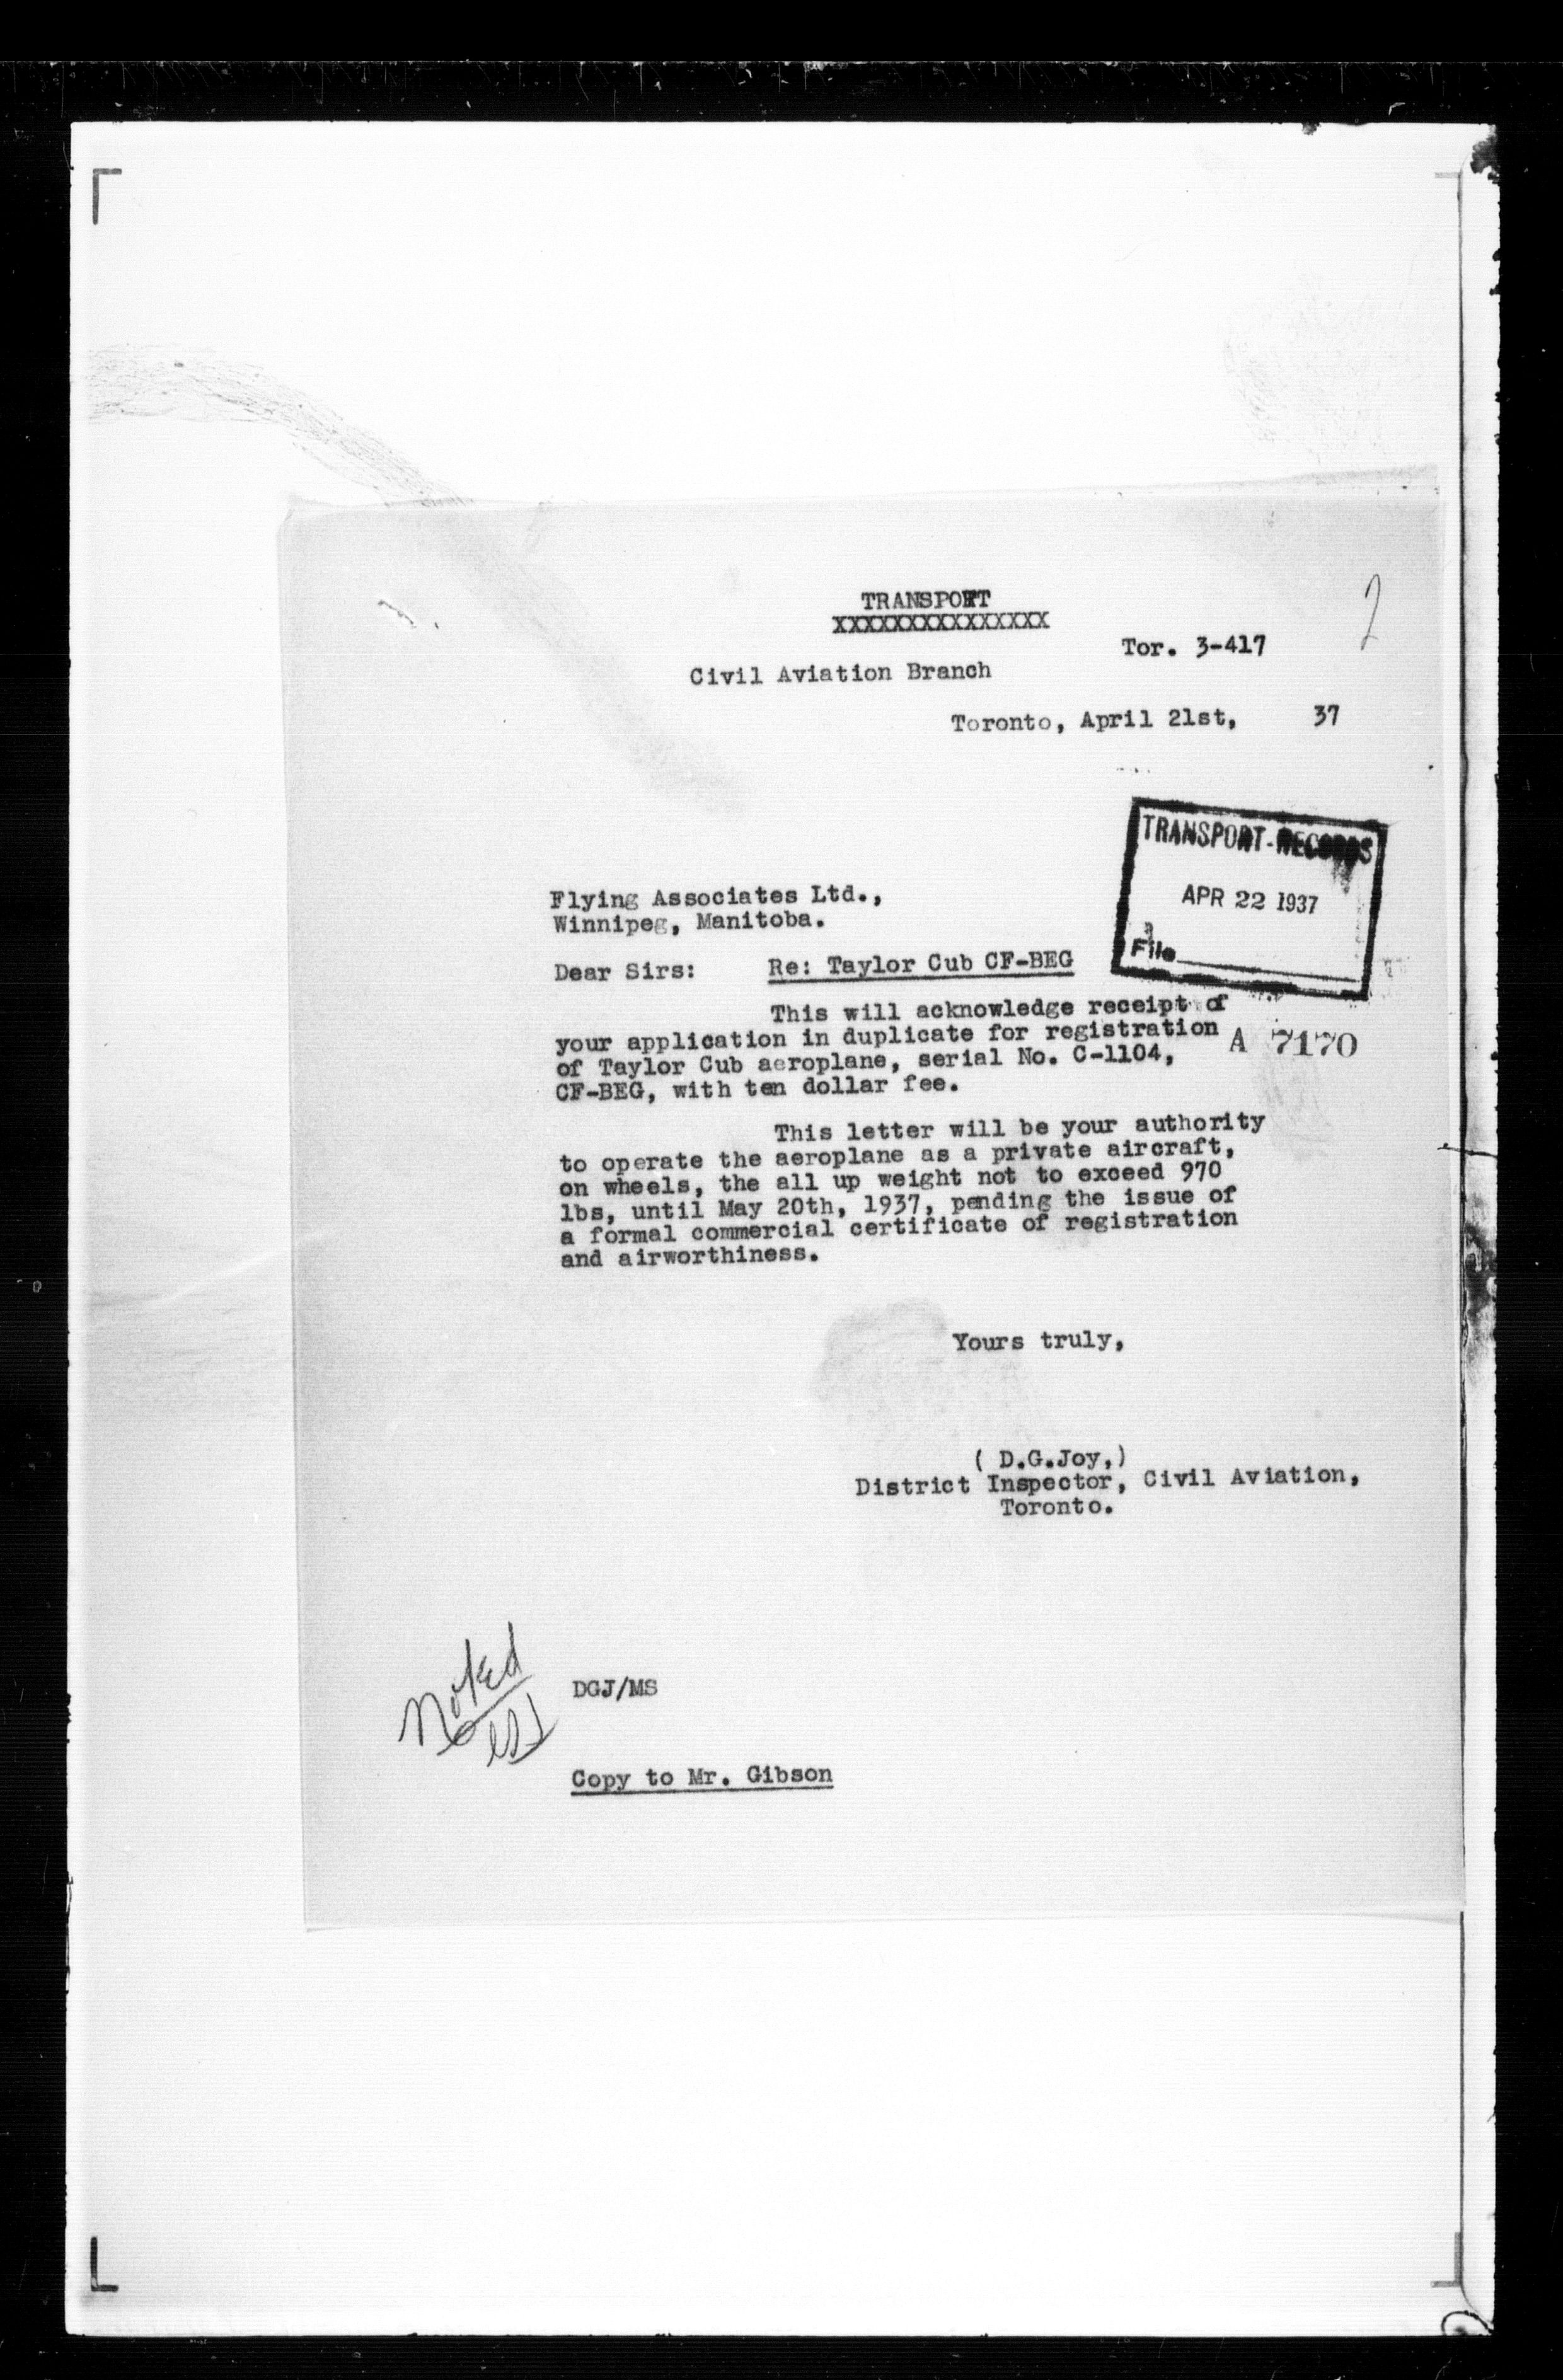 TRANSPORT
XXXXXXXXXXXXXXX
2
Tor. 3-417
Civil Aviation Branch
Toronto, April 21st, 37
TRANSPORT-RECORDS
APR 22 1937
File
Flying Associates Ltd.,
Winnipeg, Manitoba.
Dear Sirs: Re: Taylor Cub CF-BEG
This will acknowledge receipt of
your application in duplicate for registration
of Taylor Cub aeroplane, serial No. C-1104,
CF-BEG, with ten dollar fee.
A 7170
This letter will be your authority
to operate the aeroplane as a private aircraft,
on wheels, the all up weight not to exceed 970
lbs, until May 20th, 1937, pending the issue of
a formal commercial certificate of registration
and airworthiness.
Yours truly,
( D.G.Joy,)
District Inspector, Civil Aviation,
Toronto.
Noted
DGJ/MS
Copy to Mr. Gibson